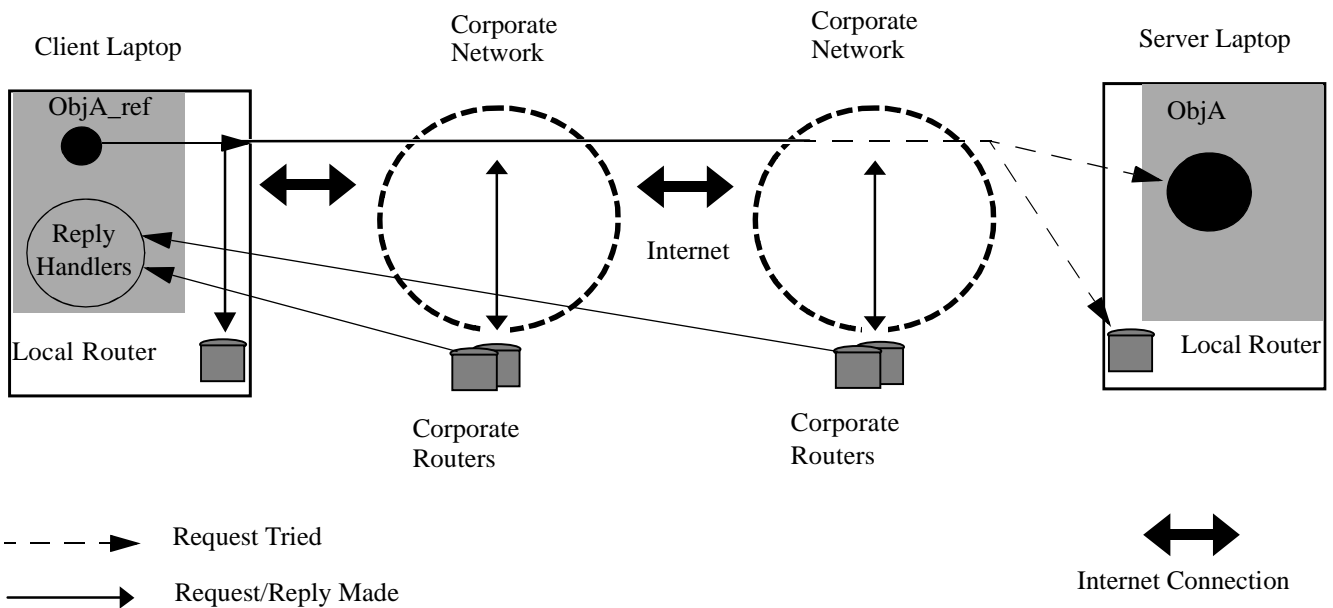 Client Laptop
Corporate
Network
Corporate
Network
Server Laptop
ObjA_ref
ObjA
Reply
Handlers
Internet
Local Router
Local Router
Corporate
Routers
Corporate
Routers
Request Tried
Request/Reply Made
Internet Connection